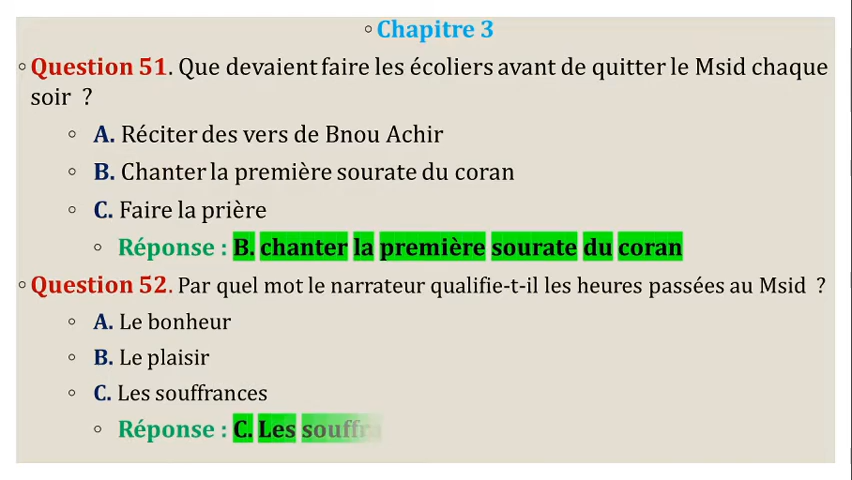 Chapitre 3
Question 51. Que devaient faire les écoliers avant de quitter le Msid chaque
soir ?
A. Réciter des vers de Bnou Achir
B. Chanter la première sourate du coran
C. Faire la prière
Réponse : B. chanter la première sourate du coran
Question 52. Par quel mot le narrateur qualifie-t-il les heures passées au Msid ?
A. Le bonheur
B. Le plaisir
C. Les souffrances
Réponse : C. Les